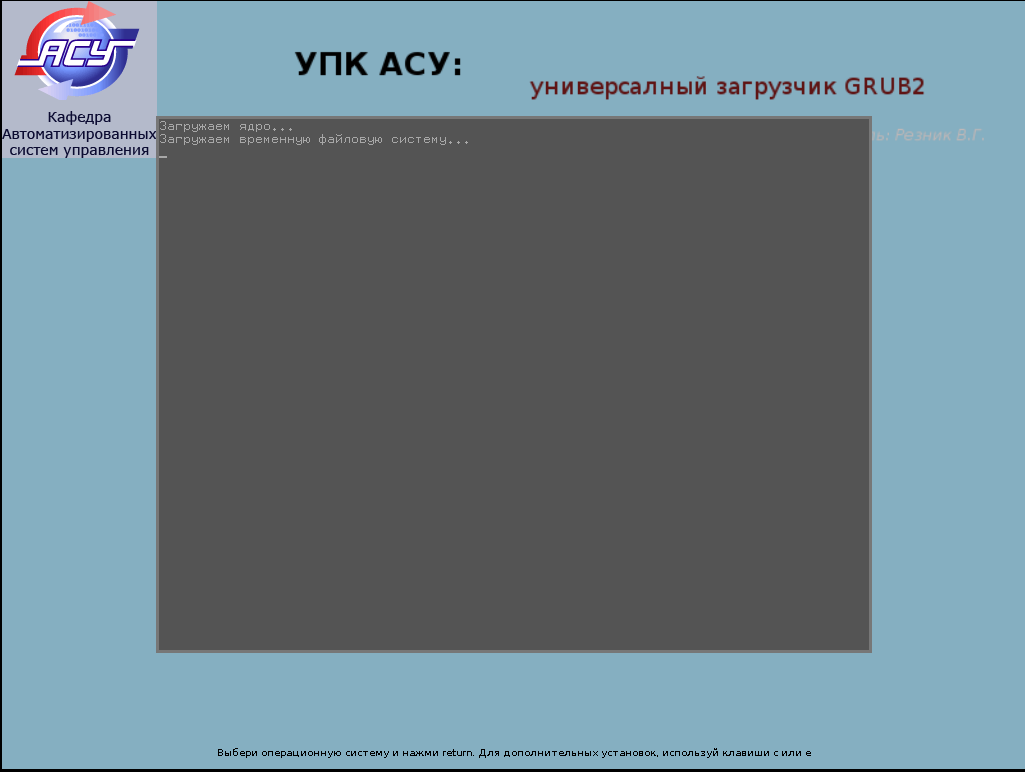 АСУ
Кафедра
Автоматизированных
систем управления
УПК АСУ:
универсалный загрузчик GRUB2
Резник В.Г.
Загружаем ядро...
Загружаем временную файловую систему...
Выбери операционную систему и нажми return. Для дополнительных установок, используй клавиши c или e